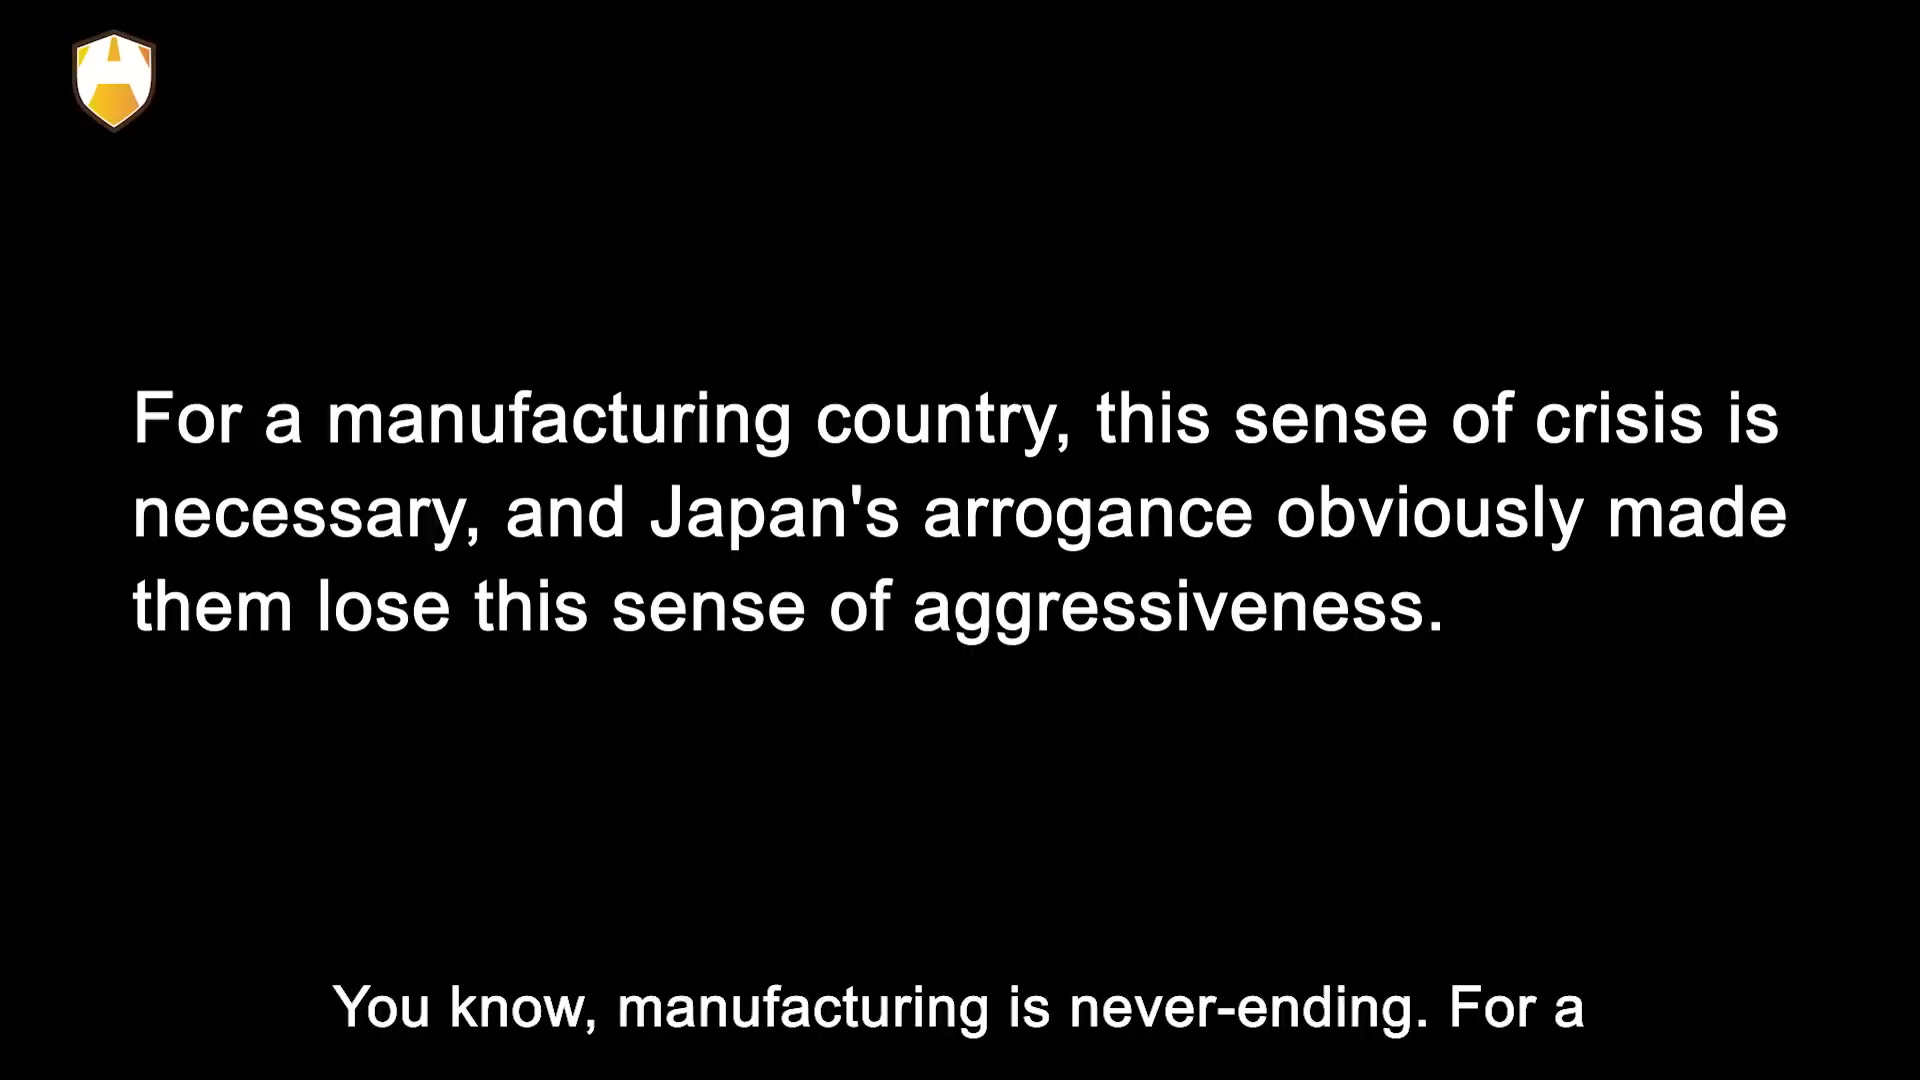 For a manufacturing country, this sense of crisis is
necessary, and Japan's arrogance obviously made
them lose this sense of aggressiveness.
You know, manufacturing is never-ending. For a